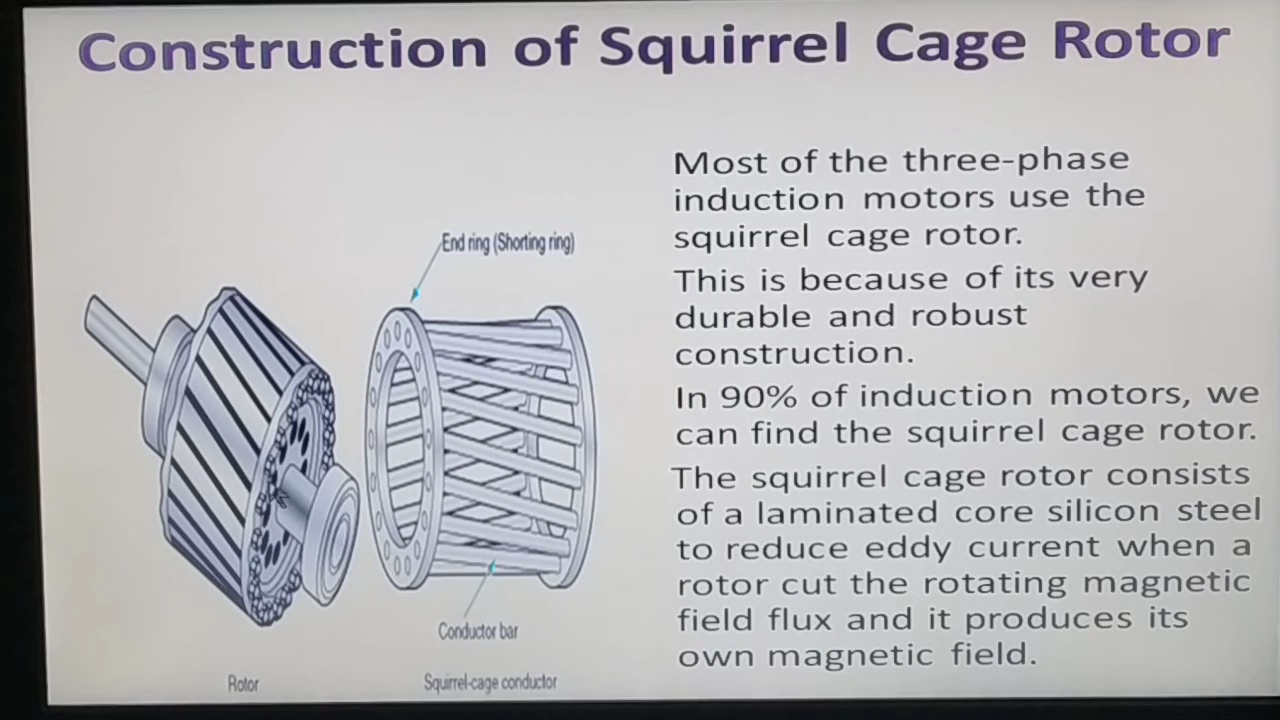 Construction of Squirrel Cage Rotor
Most of the three-phase
induction motors use the
squirrel cage rotor.
This is because of its very
durable and robust
construction.
In 90% of induction motors, we
can find the squirrel cage rotor.
The squirrel cage rotor consists
of a laminated core silicon steel
to reduce eddy current when a
rotor cut the rotating magnetic
field flux and it produces its
own magnetic field.
End ring (Shorting ring)
Conductor bar
Rotor
Squirrel-cage conductor